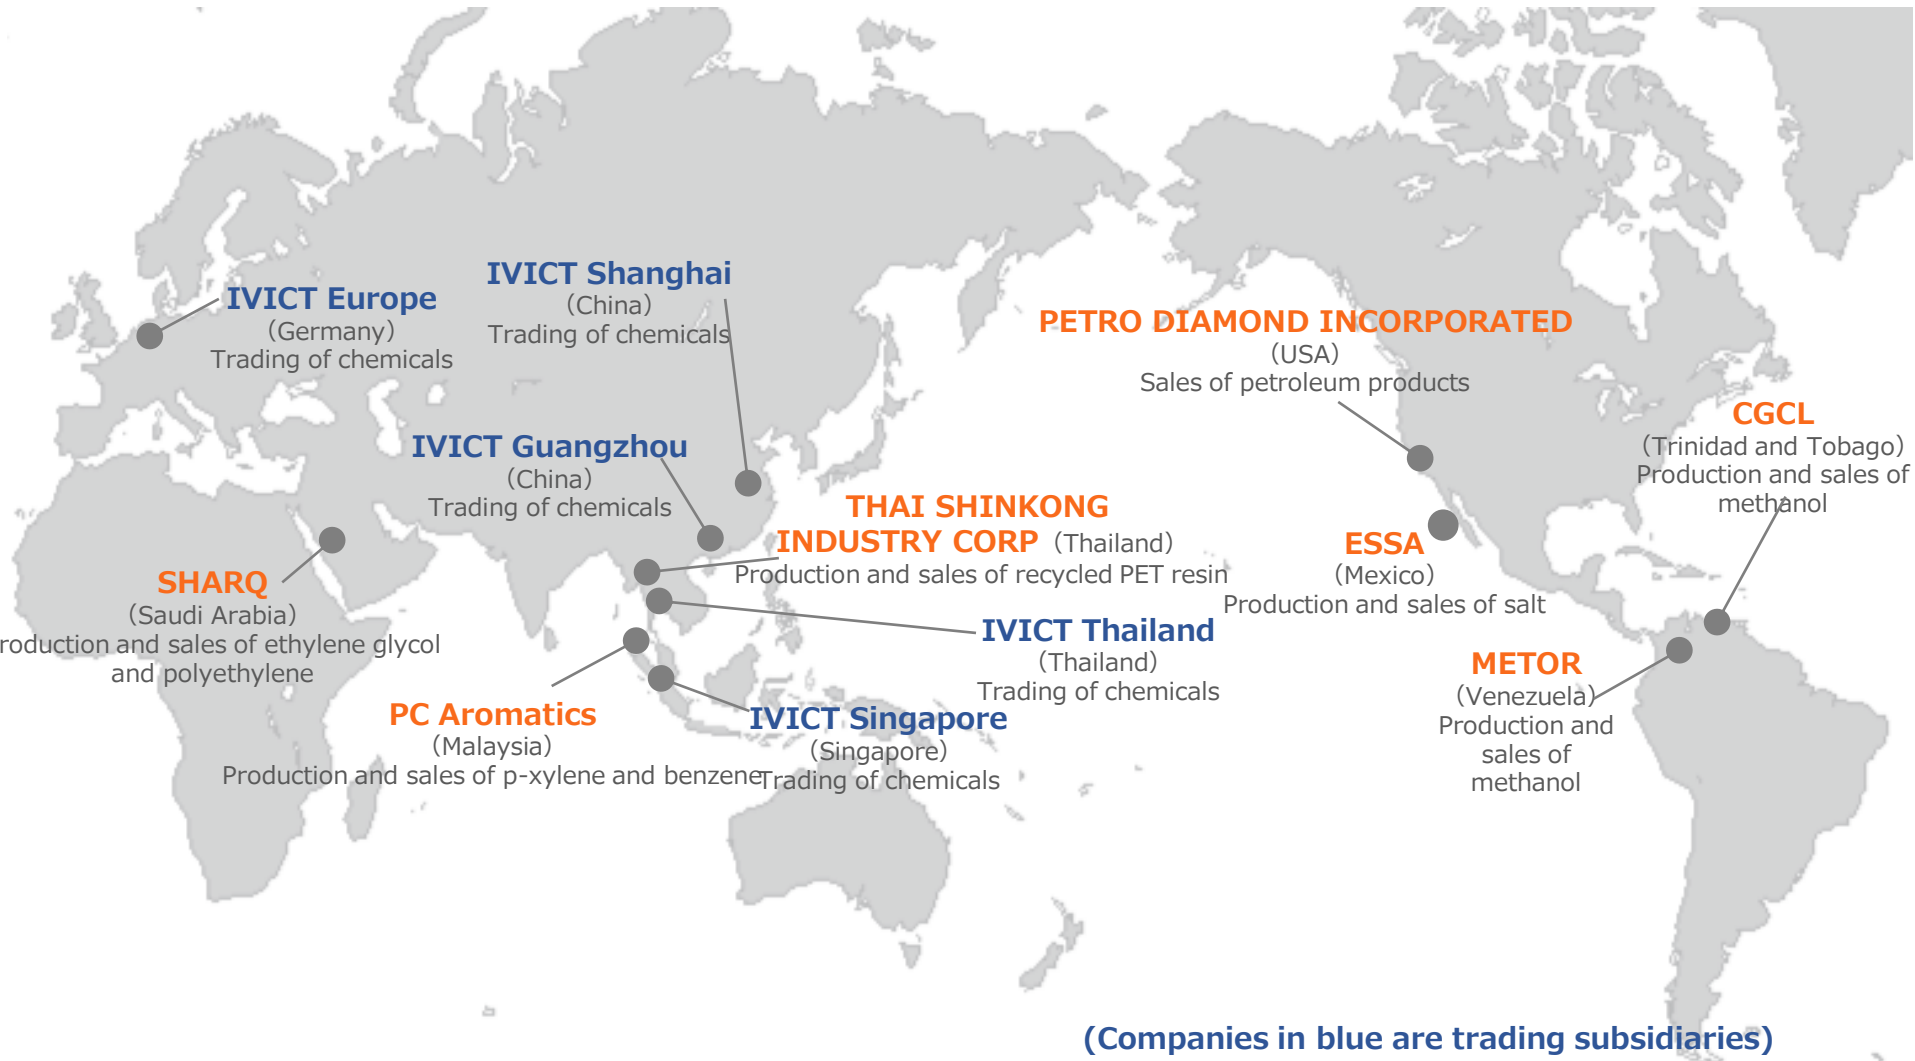 IVICT Europe
(Germany)
Trading of chemicals
IVICT Shanghai
(China)
Trading of chemicals
PETRO DIAMOND INCORPORATED
(USA)
Sales of petroleum products
CGCL
(Trinidad and Tobago)
Production and sales of
methanol
IVICT Guangzhou
(China)
Trading of chemicals
THAI SHINKONG
INDUSTRY CORP (Thailand)
Production and sales of recycled PET resin
ESSA
(Mexico)
Production and sales of salt
SHARQ
(Saudi Arabia)
roduction and sales of ethylene glycol
and polyethylene
IVICT Thailand
(Thailand)
Trading of chemicals
METOR
(Venezuela)
Production and
sales of
methanol
PC Aromatics
(Malaysia)
Production and sales of p-xylene and benzene
IVICT Singapore
(Singapore)
Trading of chemicals
(Companies in blue are trading subsidiaries)